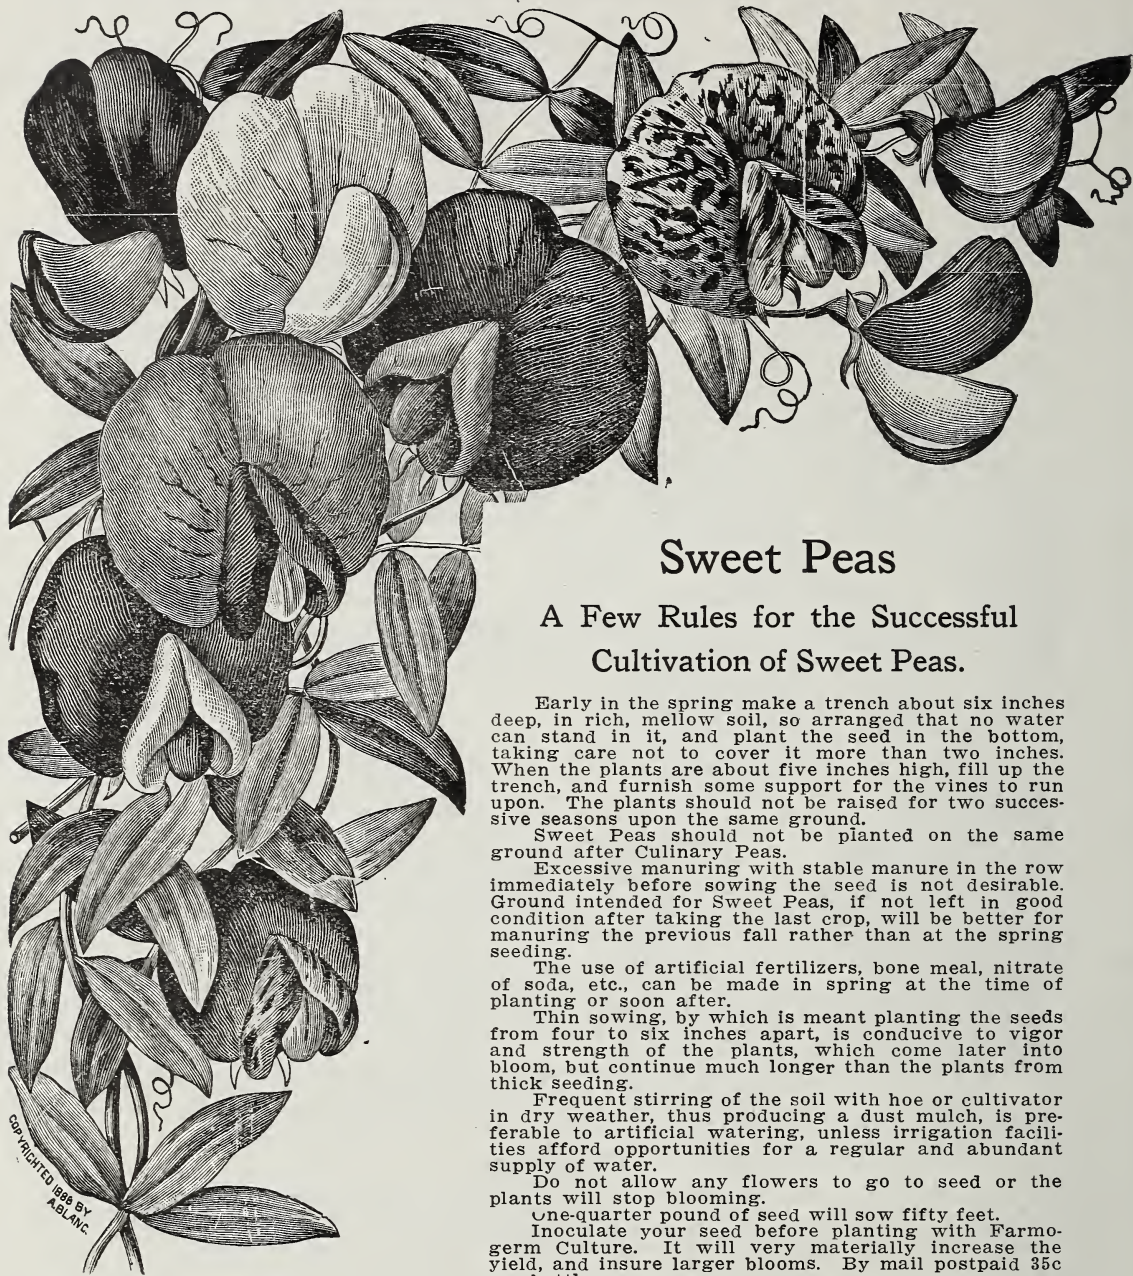 Sweet Peas
A Few Rules for the Successful
Cultivation of Sweet Peas.
Early in the spring make a trench about six inches
deep, in rich, mellow soil, so arranged that no water
can stand in it, and plant the seed in the bottom,
taking care not to cover it more than two inches.
When the plants are about five inches high, fill up the
trench, and furnish some support for the vines to run
upon. The plants should not be raised for two succes-
sive seasons upon the same ground.
Sweet Peas should not be planted on the same
ground after Culinary Peas.
Excessive manuring with stable manure in the row
immediately before sowing the seed is not desirable.
Ground intended for Sweet Peas, if not left in good
condition after taking the last crop, will be better for
manuring the previous fall rather than at the spring
seeding.
The use of artificial fertilizers, bone meal, nitrate
of soda, etc., can be made in spring at the time of
planting or soon after.
Thin sowing, by which is meant planting the seeds
from four to six inches apart, is conducive to vigor
and strength of the plants, which come later into
bloom, but continue much longer than the plants from
thick seeding.
Frequent stirring of the soil with hoe or cultivator
in dry weather, thus producing a dust mulch, is pre-
ferable to artificial watering, unless irrigation facili-
ties afford opportunities for a regular and abundant
supply of water.
Do not allow any flowers to go to seed or the
plants will stop blooming.
One-quarter pound of seed will sow fifty feet.
Inoculate your seed before planting with Farmo-
germ Culture. It will very materially increase the
yield, and insure larger blooms. By mail postpaid 35c
COPYRIGHTED 1888 BY
A. BLANC.